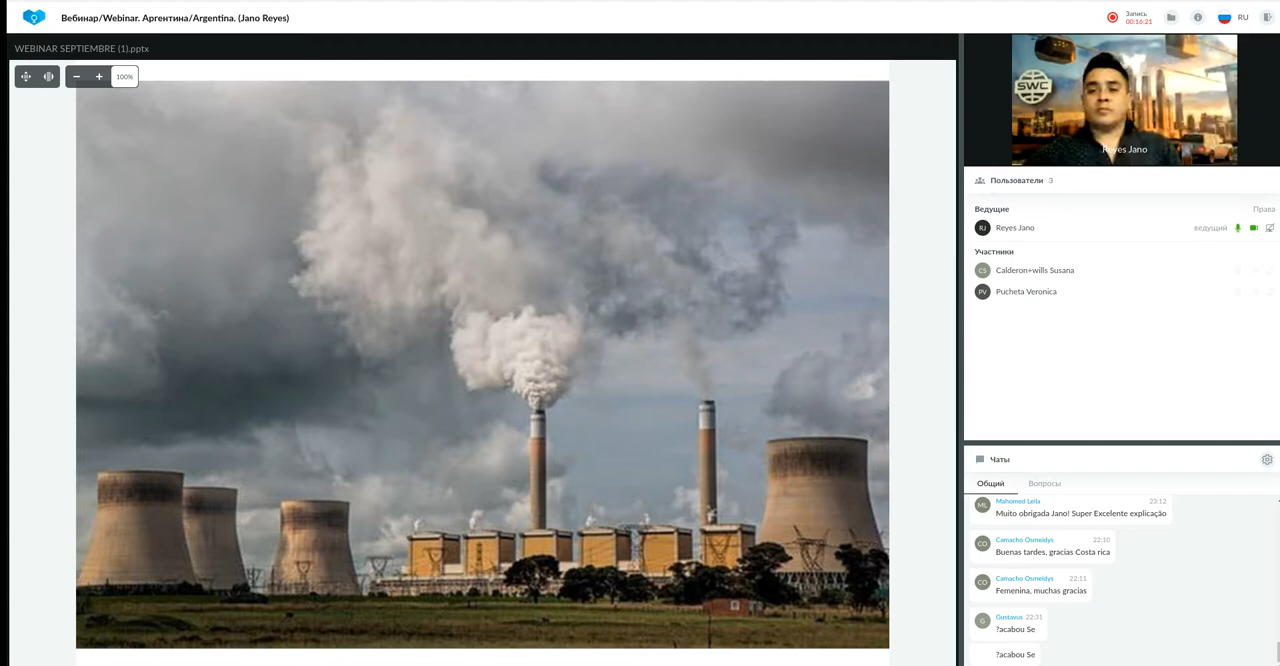 Вебинар/Webinar. Аргентина/Argentina. (Jano Reyes)
Запись
00:16:21
RU
WEBINAR SEPTIEMBRE (1).pptx
100%
SWC
Reyes Jano
Пользователи 3
Ведущие Права
RJ Reyes Jano ведущий
Участники
CS Calderon+wills Susana
PV Pucheta Veronica
Чаты
Общий Вопросы
ML Mahomed Leila 23:12
Muito obrigada Jano! Super Excelente explicação
CO Camacho Osmeidys 22:10
Buenas tardes, gracias Costa rica
CO Camacho Osmeidys 22:11
Femenina, muchas gracias
G Gustavus 22:31
?acabou Se
?acabou Se